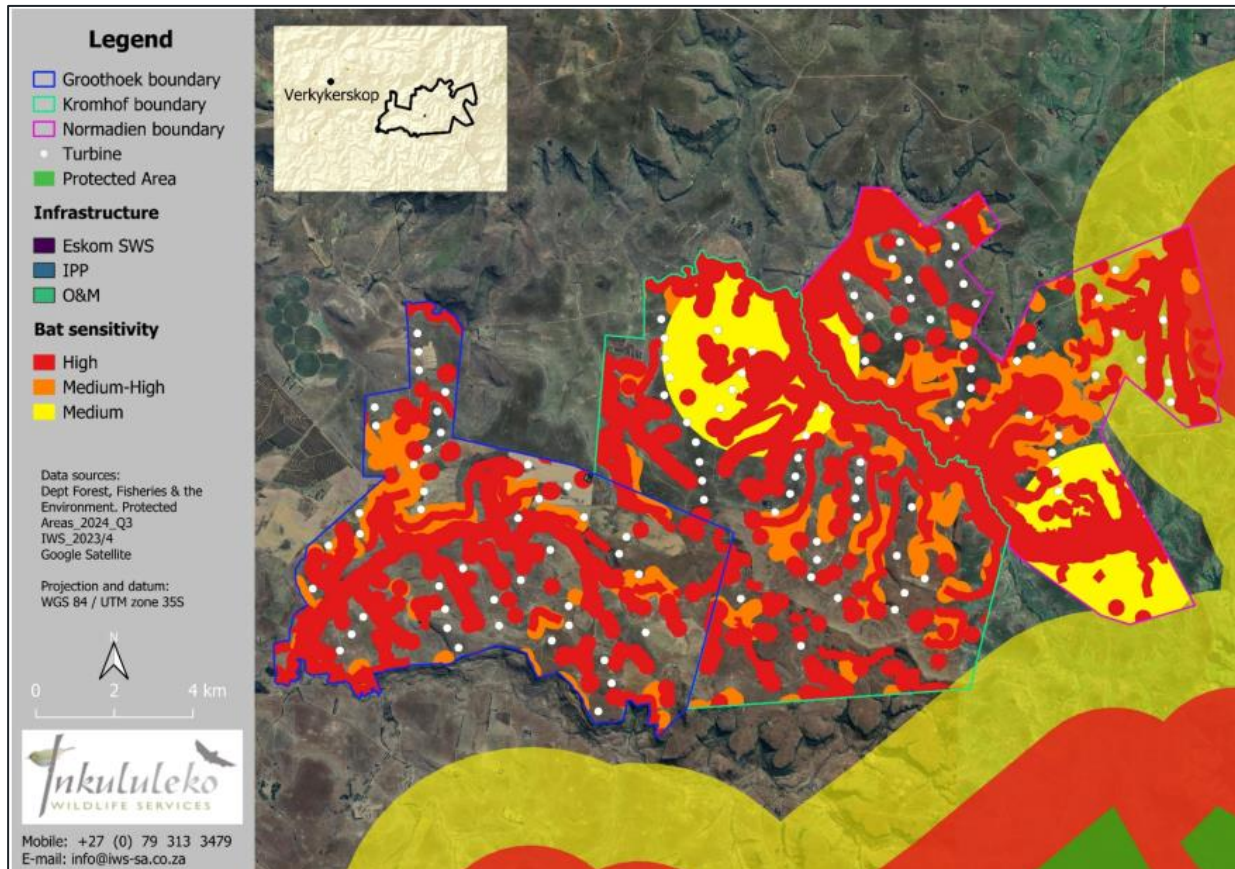 Legend
Groothoek boundary
Kromhof boundary
Normadien boundary
Turbine
Protected Area
Infrastructure
Eskom SWS
IPP
O&M
Bat sensitivity
High
Medium-High
Medium
Data sources:
Dept Forest, Fisheries & the
Environment. Protected
Areas_2024_Q3
IWS_2023/4
Google Satellite
Projection and datum:
WGS 84 / UTM zone 35S
N
0 2 4 km
Inkululeko
WILDLIFE SERVICES
Mobile: +27 (0) 79 313 3479
E-mail: info@iws-sa.co.za
Verkykerskop